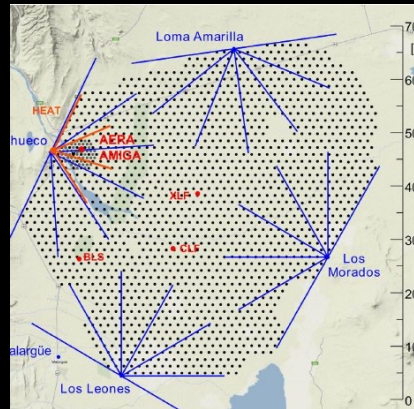 70
[
Loma Amarilla
60
HEAT
50
AERA
hueco
AMIGA
40
XLF
30
CLF
BLS
Los
Morados
20
10
alargüe
Los Leones
0